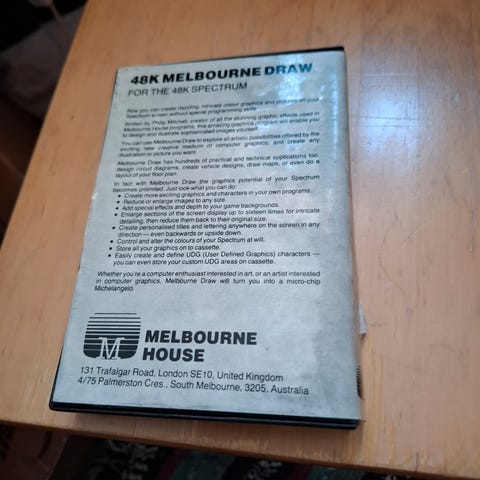 48K MELBOURNE DRAW
FOR THE 48K SPECTRUM
Now you can create dazzling, intricate colour graphics and pictures on your
Spectrum screen without special programming skills.
Written by Philip Mitchell, creator of all the stunning graphic effects used in
Melbourne House programs, this amazing graphics program will enable you
to design and illustrate sophisticated images yourself.
You can use Melbourne Draw to explore all artistic possibilities offered by the
exciting new creative medium of computer graphics, and create any
illustration or picture you want.
Melbourne Draw has hundreds of practical and technical applications too:
design circuit diagrams, create vehicle designs, draw maps, or even do a
layout of your floor plan.
In fact with Melbourne Draw the graphics potential of your Spectrum
becomes unlimited. Just look what you can do:
• Create more exciting graphics and characters in your own programs.
• Reduce or enlarge images to any size.
• Add special effects and depth to your game backgrounds.
• Enlarge sections of the screen display up to sixteen times for intricate
detailing, then reduce them back to their original size.
• Create personalised titles and lettering anywhere on the screen in any
direction — even backwards or upside down.
• Control and alter the colours of your Spectrum at will.
• Store all your graphics on to cassette.
• Easily create and define UDG (User Defined Graphics) characters —
you can even store your custom UDG areas on cassette.
Whether you're a computer enthusiast interested in art, or an artist interested
in computer graphics, Melbourne Draw will turn you into a micro-chip
Michelangelo.
M
MELBOURNE
HOUSE
131 Trafalgar Road, London SE10, United Kingdom
4/75 Palmerston Cres., South Melbourne, 3205, Australia